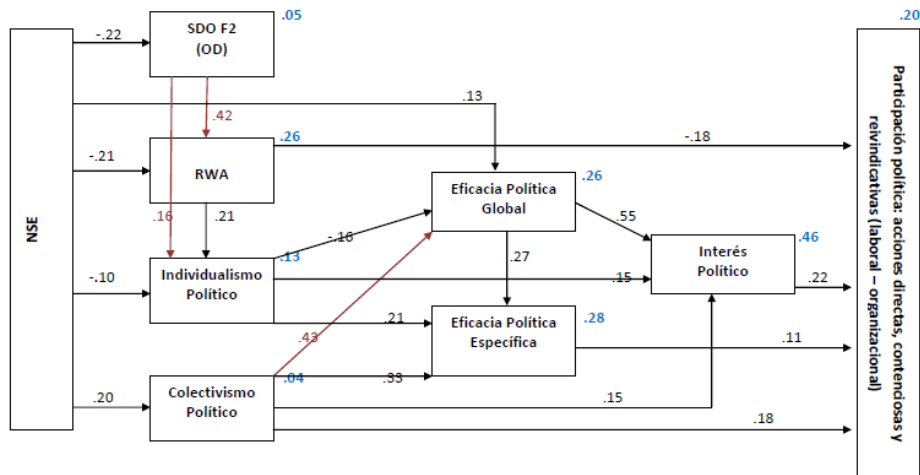 .05
.20
-.22
SDO F2
(OD)
.13
.42
.26
-.18
-.21
RWA
.26
Eficacia Política
Global
.55
.16
.21
-.16
.46
.13
.27
Interés
Político
-.10
Individualismo
Político
.15
.22
.21
.28
Eficacia Política
Específica
.43
.11
.04
.33
.20
Colectivismo
Político
.15
.18
NSE
Participación política: acciones directas, contenciosas y
reivindicativas (laboral – organizacional)